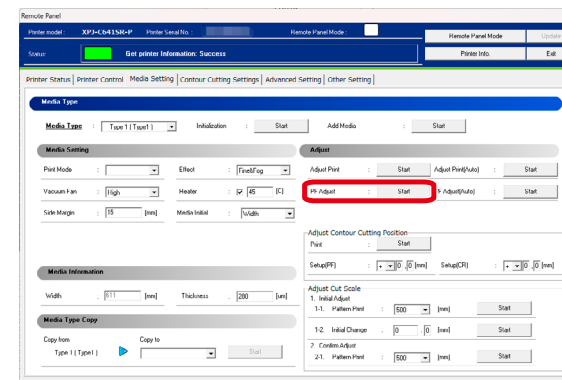 Remote Panel
Printer model : XPJ-C641SR-P Printer Serial No. : Remote Panel Mode :
Remote Panel Mode Update
Status: Get printer Information: Success
Printer Info. Exit
Printer Status Printer Control Media Setting Contour Cutting Settings Advanced Setting Other Setting
Media Type
Media Type : Type 1 ( Type1 ) Initialization : Start Add Media : Start
Media Setting
Print Mode :
Effect : Fine&Fog
Vacuum Fan : High
Heater : 45 [C]
Side Margin : 15 [mm]
Media Initial : Width
Adjust
Adjust Print : Start Adjust Print(Auto) : Start
PF Adjust : Start F Adjust(Auto) : Start
Adjust Contour Cutting Position
Print : Start
Setup(PF) : + 0 .0 [mm] Setup(CR) : + 0 .0 [mm]
Media Information
Width . 611 [mm] Thickness . 280 [um]
Media Type Copy
Copy from Copy to
Type 1 ( Type1 ) Start
Adjust Cut Scale
1. Initial Adjust
1-1. Pattern Print : 500 [mm] Start
1-2. Initial Change . 0 . 0 [mm] Start
2. Confirm Adjust
2-1. Pattern Print : 500 [mm] Start